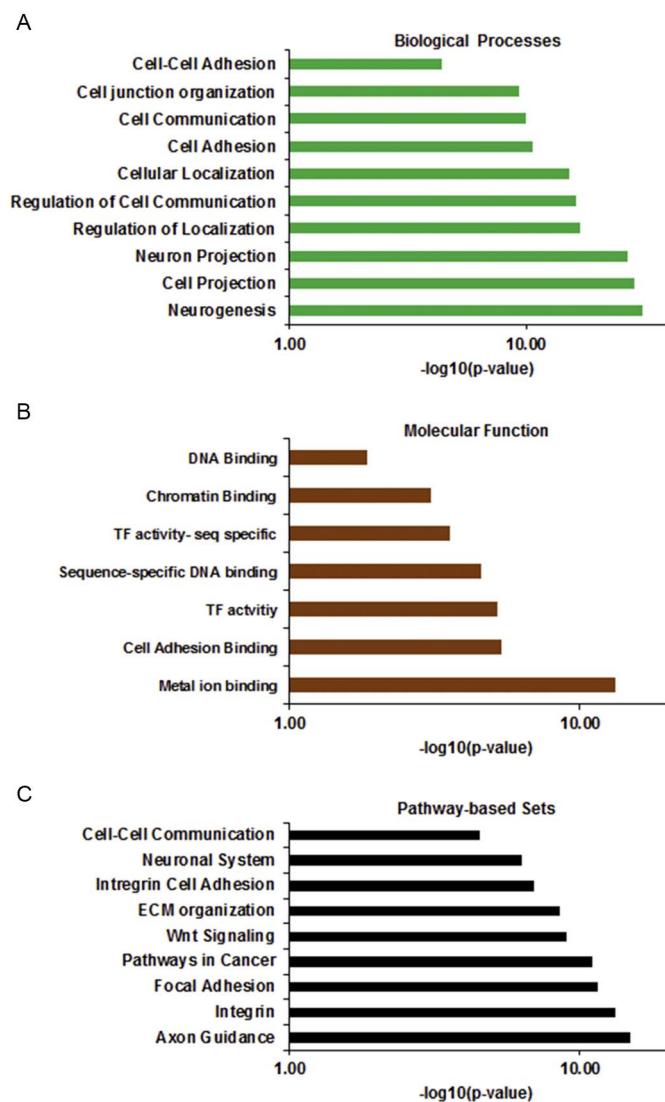 A
Biological Processes
Cell-Cell Adhesion
Cell junction organization
Cell Communication
Cell Adhesion
Cellular Localization
Regulation of Cell Communication
Regulation of Localization
Neuron Projection
Cell Projection
Neurogenesis
1.00 10.00
-log10(p-value)
B
Molecular Function
DNA Binding
Chromatin Binding
TF activity- seq specific
Sequence-specific DNA binding
TF actvitiy
Cell Adhesion Binding
Metal ion binding
1.00 10.00
-log10(p-value)
C
Pathway-based Sets
Cell-Cell Communication
Neuronal System
Intregrin Cell Adhesion
ECM organization
Wnt Signaling
Pathways in Cancer
Focal Adhesion
Integrin
Axon Guidance
1.00 10.00
-log10(p-value)